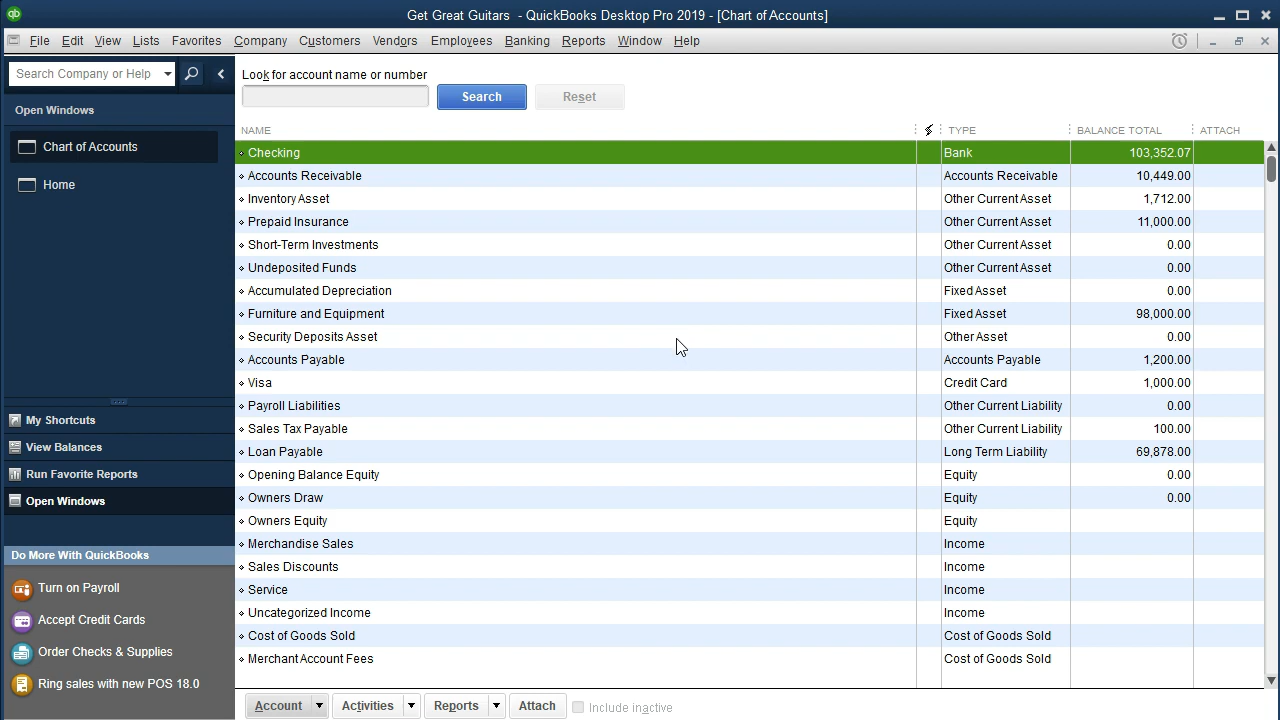 Get Great Guitars - QuickBooks Desktop Pro 2019 - [Chart of Accounts]
File Edit View Lists Favorites Company Customers Vendors Employees Banking Reports Window Help
Search Company or Help
Open Windows
Chart of Accounts
Home
My Shortcuts
View Balances
Run Favorite Reports
Open Windows
Do More With QuickBooks
Turn on Payroll
Accept Credit Cards
Order Checks & Supplies
Ring sales with new POS 18.0
Look for account name or number
Search Reset
NAME TYPE BALANCE TOTAL ATTACH
Checking Bank 103,352.07
Accounts Receivable Accounts Receivable 10,449.00
Inventory Asset Other Current Asset 1,712.00
Prepaid Insurance Other Current Asset 11,000.00
Short-Term Investments Other Current Asset 0.00
Undeposited Funds Other Current Asset 0.00
Accumulated Depreciation Fixed Asset 0.00
Furniture and Equipment Fixed Asset 98,000.00
Security Deposits Asset Other Asset 0.00
Accounts Payable Accounts Payable 1,200.00
Visa Credit Card 1,000.00
Payroll Liabilities Other Current Liability 0.00
Sales Tax Payable Other Current Liability 100.00
Loan Payable Long Term Liability 69,878.00
Opening Balance Equity Equity 0.00
Owners Draw Equity 0.00
Owners Equity Equity
Merchandise Sales Income
Sales Discounts Income
Service Income
Uncategorized Income Income
Cost of Goods Sold Cost of Goods Sold
Merchant Account Fees Cost of Goods Sold
Account Activities Reports Attach Include inactive